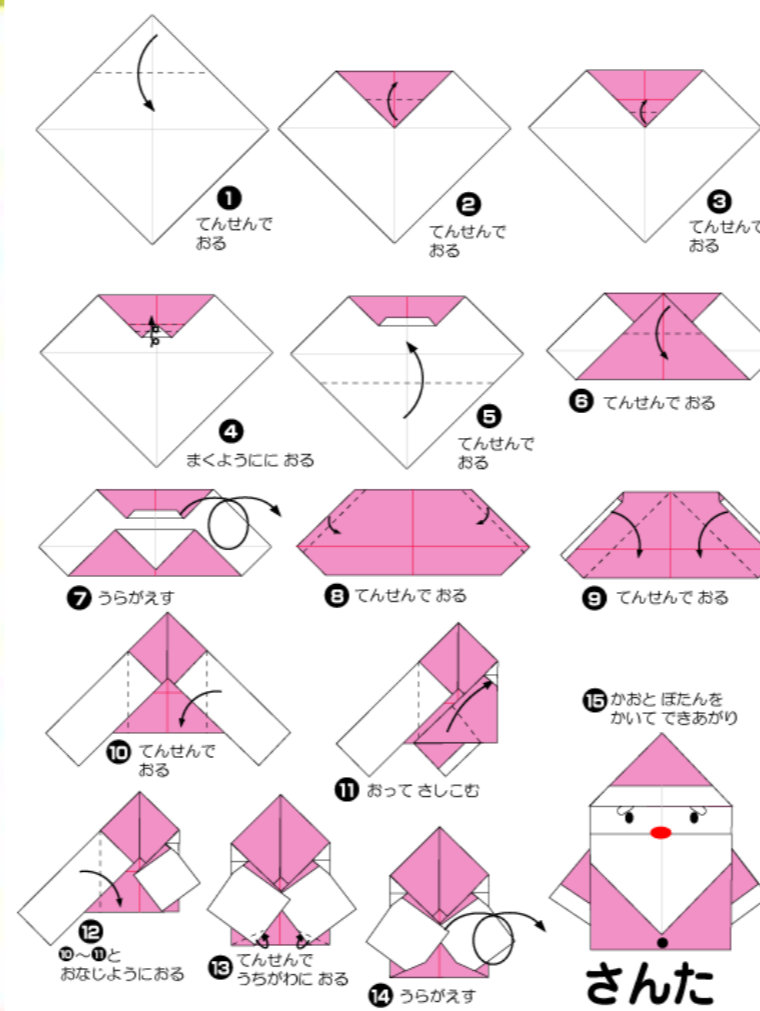 1
てんせんで
おる
2
てんせんで
おる
3
てんせんで
おる
4
まくようにに おる
5
てんせんで
おる
6 てんせんで おる
7 うらがえす
8 てんせんで おる
9 てんせんで おる
10 てんせんで
おる
11 おって さしこむ
12
10～11と
おなじようにおる
13 てんせんで
うちがわに おる
14 うらがえす
15 かおと ぼたんを
かいて できあがり
さんた